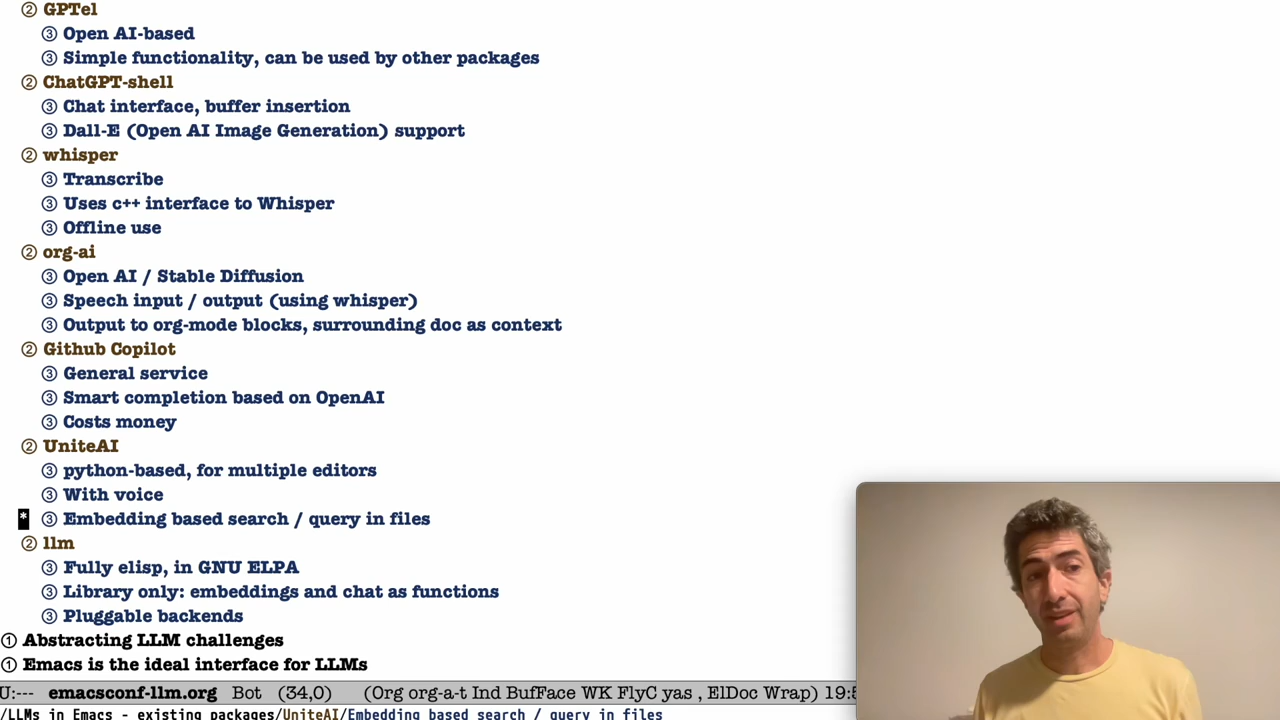 ② GPTel
③ Open AI-based
③ Simple functionality, can be used by other packages
② ChatGPT-shell
③ Chat interface, buffer insertion
③ Dall-E (Open AI Image Generation) support
② whisper
③ Transcribe
③ Uses c++ interface to Whisper
③ Offline use
② org-ai
③ Open AI / Stable Diffusion
③ Speech input / output (using whisper)
③ Output to org-mode blocks, surrounding doc as context
② Github Copilot
③ General service
③ Smart completion based on OpenAI
③ Costs money
② UniteAI
③ python-based, for multiple editors
③ With voice
* ③ Embedding based search / query in files
② llm
③ Fully elisp, in GNU ELPA
③ Library only: embeddings and chat as functions
③ Pluggable backends
① Abstracting LLM challenges
① Emacs is the ideal interface for LLMs
U:--- emacsconf-llm.org Bot (34,0) (Org org-a-t Ind BufFace WK FlyC yas , ElDoc Wrap) 19:5
/LLMs in Emacs - existing packages/UniteAI/Embedding based search / query in files